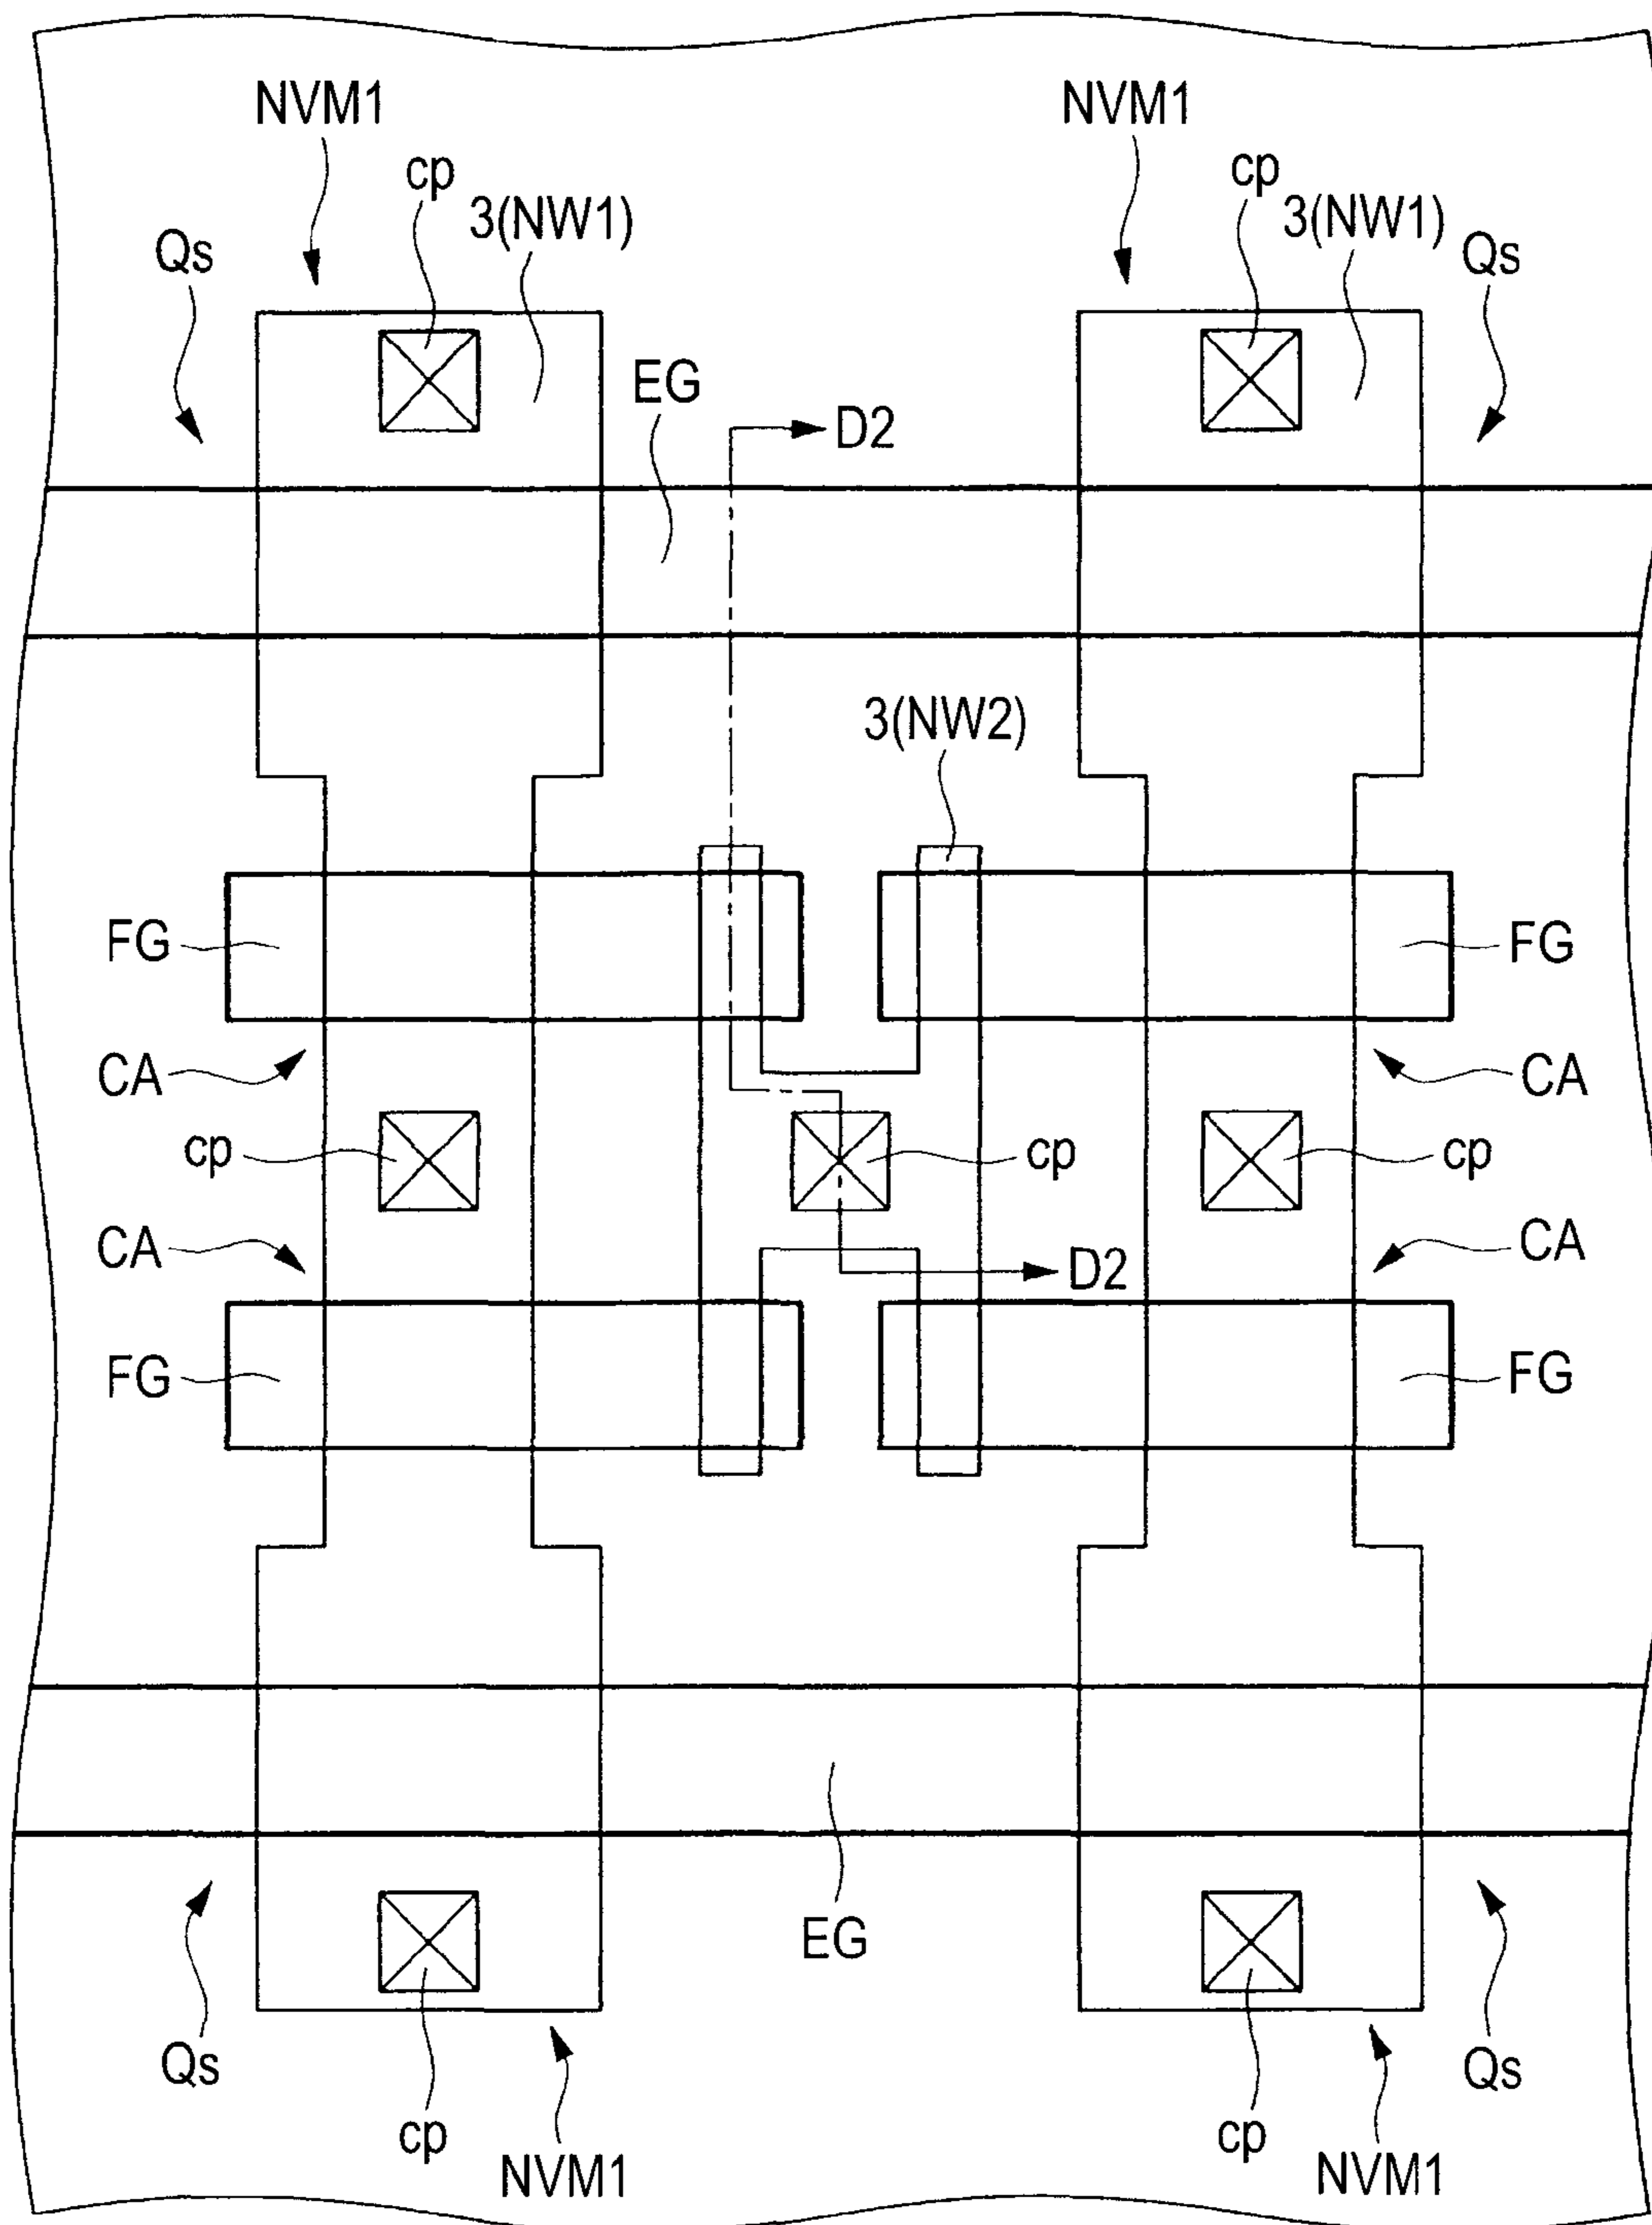 NVM1 NVM1
cp cp
3(NW1) 3(NW1)
Qs Qs
EG
D2
3(NW2)
FG FG
CA CA
cp cp cp
CA CA
D2
FG FG
EG
Qs Qs
cp cp
NVM1 NVM1